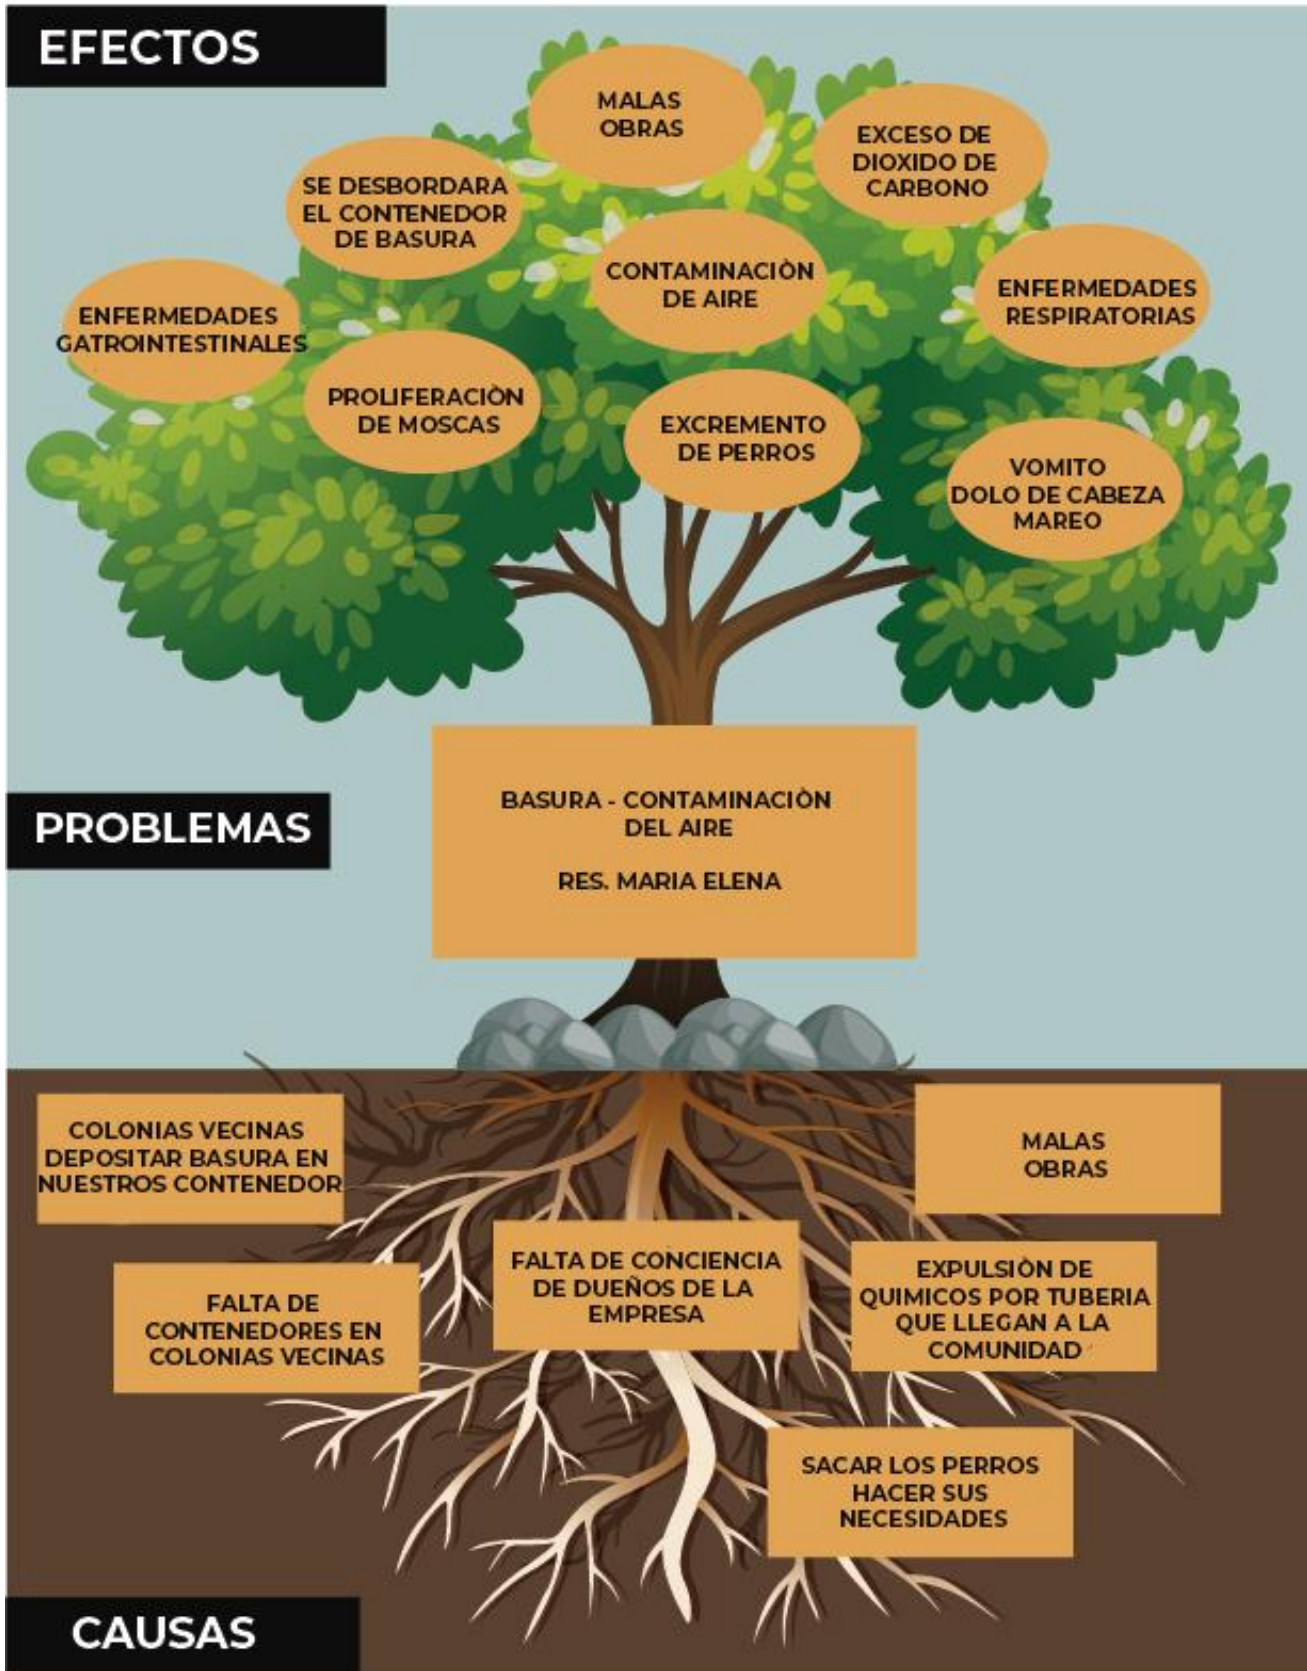 EFECTOS
MALAS
OBRAS
EXCESO DE
DIOXIDO DE
CARBONO
SE DESBORDARA
EL CONTENEDOR
DE BASURA
CONTAMINACIÒN
DE AIRE
ENFERMEDADES
RESPIRATORIAS
ENFERMEDADES
GATROINTESTINALES
PROLIFERACIÒN
DE MOSCAS
EXCREMENTO
DE PERROS
VOMITO
DOLO DE CABEZA
MAREO
PROBLEMAS
BASURA - CONTAMINACIÒN
DEL AIRE
RES. MARIA ELENA
COLONIAS VECINAS
DEPOSITAR BASURA EN
NUESTROS CONTENEDOR
MALAS
OBRAS
FALTA DE
CONTENEDORES EN
COLONIAS VECINAS
FALTA DE CONCIENCIA
DE DUEÑOS DE LA
EMPRESA
EXPULSIÒN DE
QUIMICOS POR TUBERIA
QUE LLEGAN A LA
COMUNIDAD
SACAR LOS PERROS
HACER SUS
NECESIDADES
CAUSAS